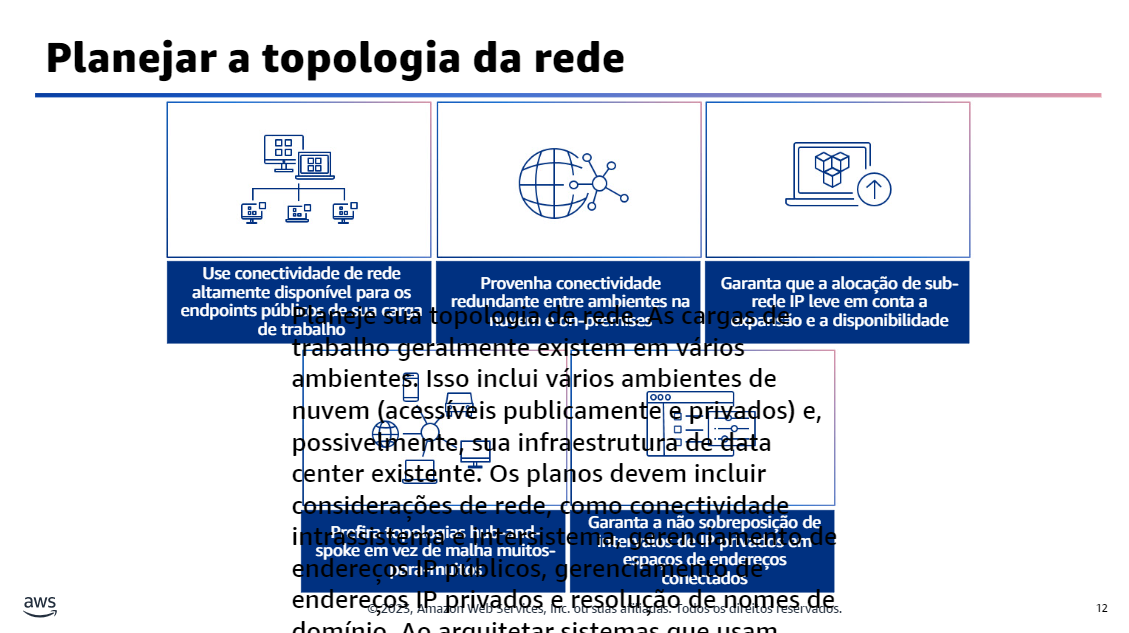 Planejar a topologia da rede
Use conectividade de rede
altamente disponível para os
endpoints públicos de sua carga
de trabalho
Provenha conectividade
redundante entre ambientes na
nuvem e on-premises
Garanta que a alocação de sub-
rede IP leve em conta a
expansão e a disponibilidade
Planeje sua topologia de rede. As cargas de
trabalho geralmente existem em vários
ambientes. Isso inclui vários ambientes de
nuvem (acessíveis publicamente e privados) e,
possivelmente, sua infraestrutura de data
center existente. Os planos devem incluir
considerações de rede, como conectividade
intrassistema e intersistema, gerenciamento de
endereços IP públicos, gerenciamento de
endereços IP privados e resolução de nomes de
domínio. Ao arquitetar sistemas que usam
Prefira topologias hub-and-
spoke em vez de malha muitos-
para-muitos
Garanta a não sobreposição de
intervalos de IP privados em
espaços de endereços
conectados
aws
© 2023, Amazon Web Services, Inc. ou suas afiliadas. Todos os direitos reservados.
12